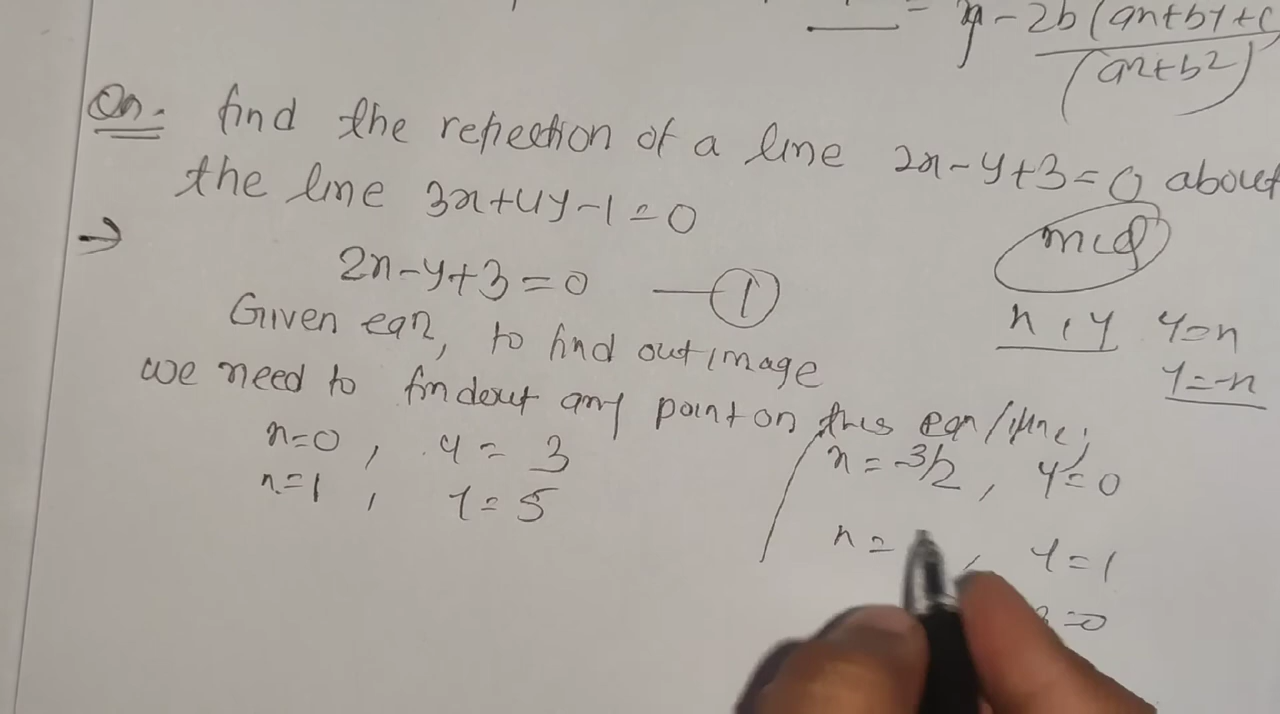 = y - 2b (ax+by+c
(a2+b2)
Qn. find the reflection of a line 2x-y+3=0 about
the line 3x+4y-1=0
→ mcq
2x-y+3=0 —①
x, y y=x
Given eqn, to find out image
y=-x
we need to findout any point on this eqn/line,
x=0, y= 3
x=-3/2, y=0
x=1, y=5
x= , y=1
=0